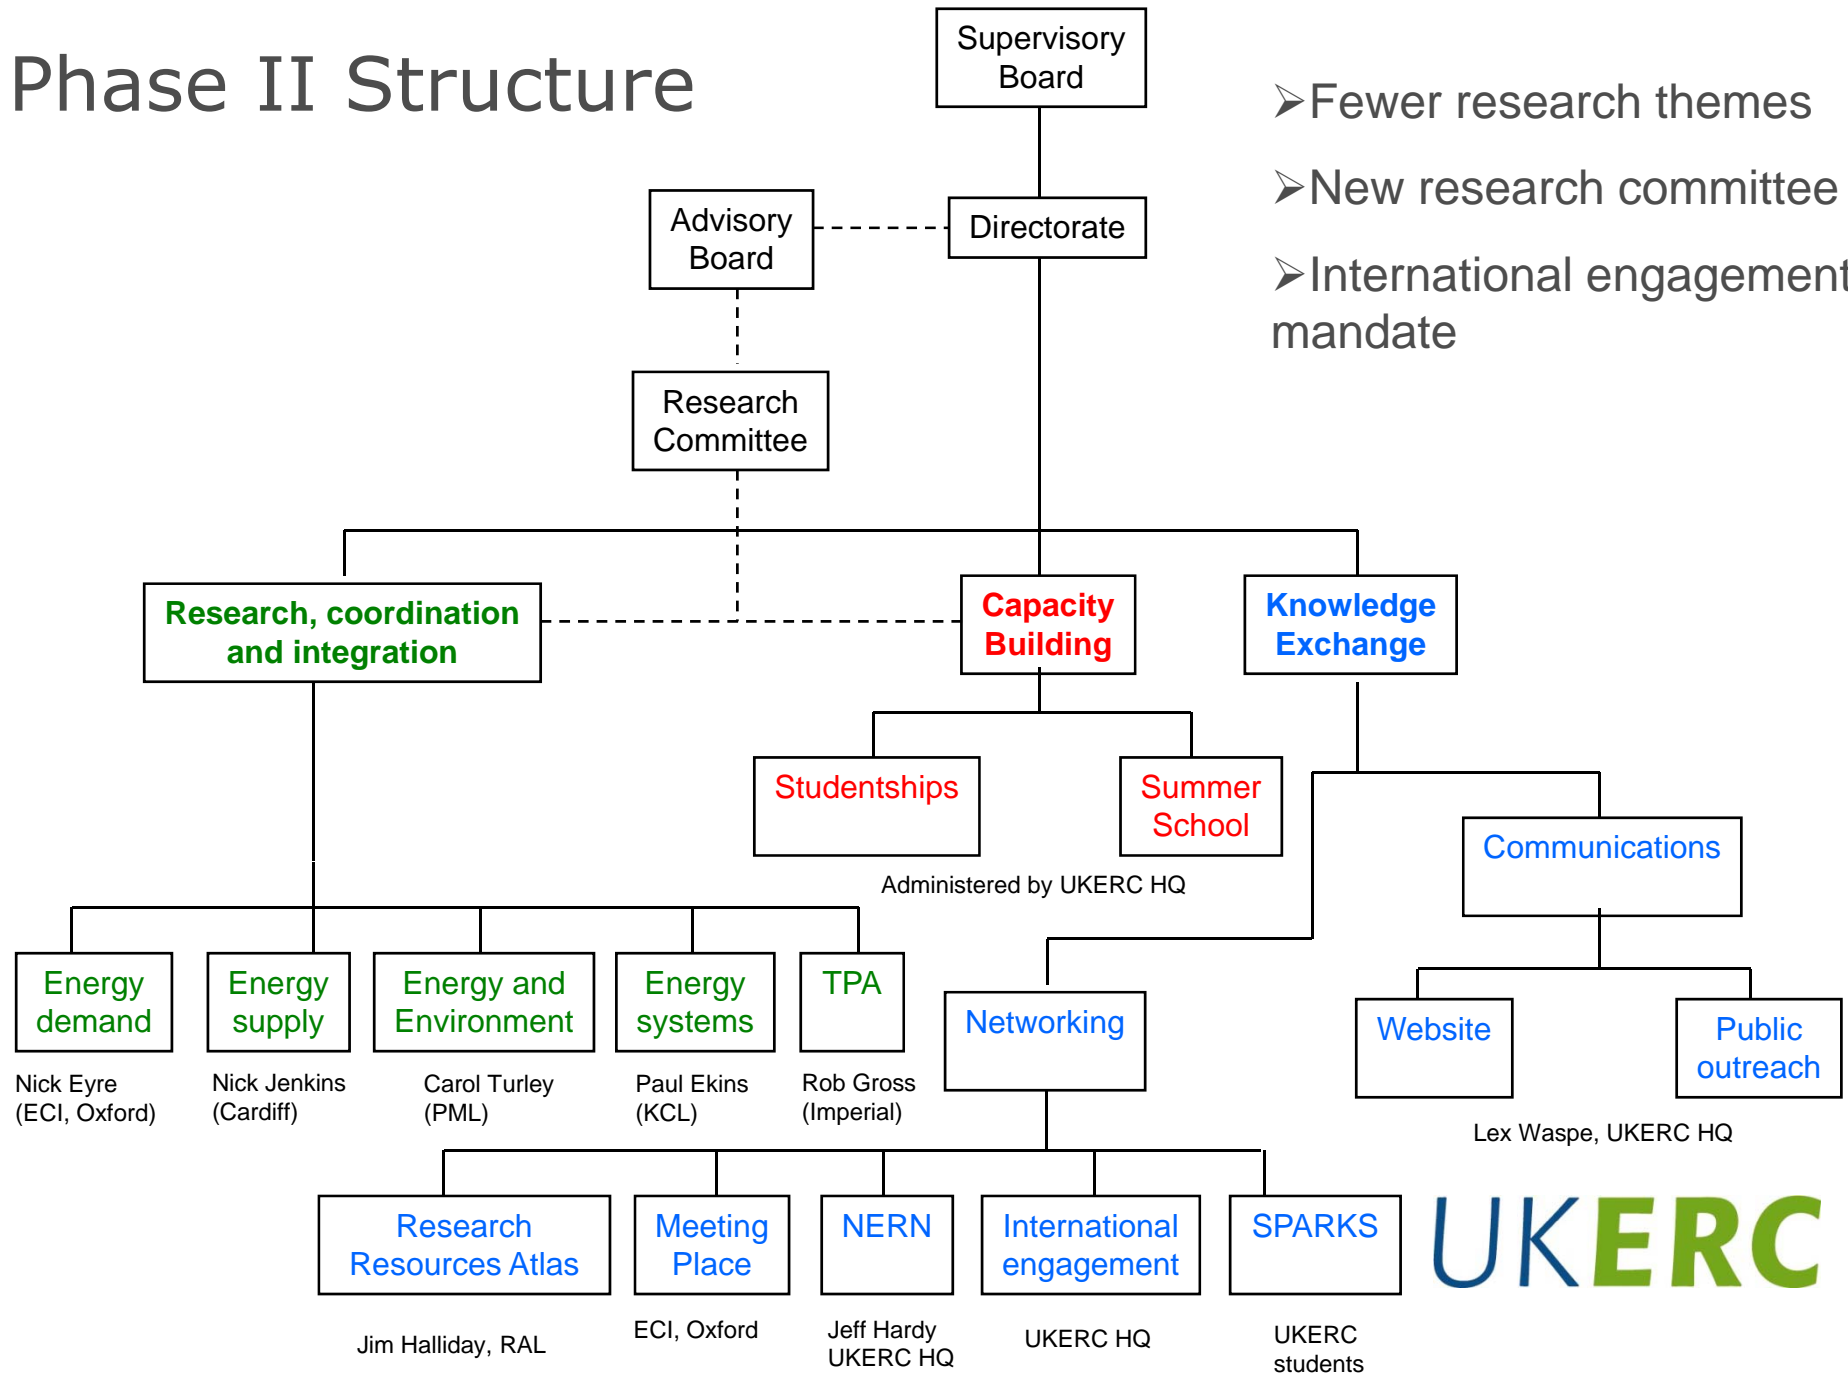 Phase II Structure
Supervisory
Board
➢Fewer research themes
➢New research committee
➢International engagement
mandate
Advisory
Board
Directorate
Research
Committee
Research, coordination
and integration
Capacity
Building
Knowledge
Exchange
Studentships
Summer
School
Administered by UKERC HQ
Communications
Energy
demand
Energy
supply
Energy and
Environment
Energy
systems
TPA
Networking
Website
Public
outreach
Nick Eyre
(ECI, Oxford)
Nick Jenkins
(Cardiff)
Carol Turley
(PML)
Paul Ekins
(KCL)
Rob Gross
(Imperial)
Lex Waspe, UKERC HQ
Research
Resources Atlas
Meeting
Place
NERN
International
engagement
SPARKS
UKERC
Jim Halliday, RAL
ECI, Oxford
Jeff Hardy
UKERC HQ
UKERC HQ
UKERC
students